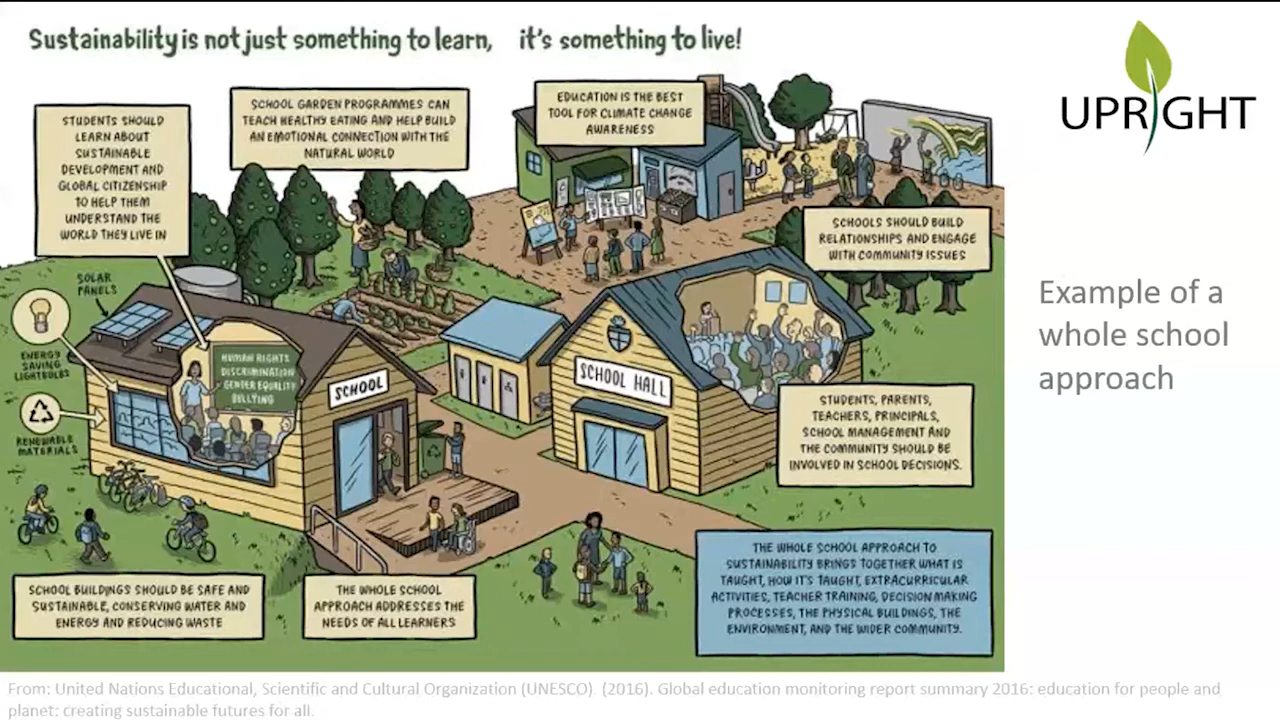 Sustainability is not just something to learn, it's something to live!
UPRIGHT
STUDENTS SHOULD
LEARN ABOUT
SUSTAINABLE
DEVELOPMENT AND
GLOBAL CITIZENSHIP
TO HELP THEM
UNDERSTAND THE
WORLD THEY LIVE IN
SCHOOL GARDEN PROGRAMMES CAN
TEACH HEALTHY EATING AND HELP BUILD
AN EMOTIONAL CONNECTION WITH THE
NATURAL WORLD
EDUCATION IS THE BEST
TOOL FOR CLIMATE CHANGE
AWARENESS
SCHOOLS SHOULD BUILD
RELATIONSHIPS AND ENGAGE
WITH COMMUNITY ISSUES
Example of a
whole school
approach
SOLAR
PANELS
ENERGY
SAVING
LIGHTBULBS
RENEWABLE
MATERIALS
HUMAN RIGHTS
DISCRIMINATION
GENDER EQUALITY
BULLYING
SCHOOL
SCHOOL HALL
STUDENTS, PARENTS,
TEACHERS, PRINCIPALS,
SCHOOL MANAGEMENT AND
THE COMMUNITY SHOULD BE
INVOLVED IN SCHOOL DECISIONS.
SCHOOL BUILDINGS SHOULD BE SAFE AND
SUSTAINABLE, CONSERVING WATER AND
ENERGY AND REDUCING WASTE
THE WHOLE SCHOOL
APPROACH ADDRESSES THE
NEEDS OF ALL LEARNERS
THE WHOLE SCHOOL APPROACH TO
SUSTAINABILITY BRINGS TOGETHER WHAT IS
TAUGHT, HOW IT'S TAUGHT, EXTRACURRICULAR
ACTIVITIES, TEACHER TRAINING, DECISION MAKING
PROCESSES, THE PHYSICAL BUILDINGS, THE
ENVIRONMENT, AND THE WIDER COMMUNITY.
From: United Nations Educational, Scientific and Cultural Organization (UNESCO). (2016). Global education monitoring report summary 2016: education for people and
planet: creating sustainable futures for all.